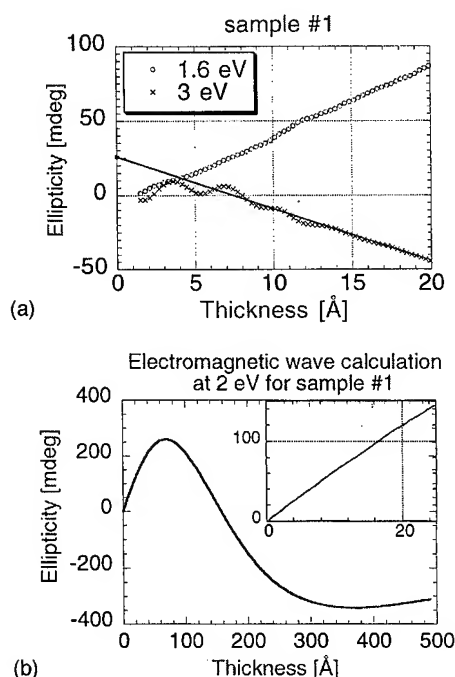 sample #1
100
50
0
-50
Ellipticity [mdeg]
1.6 eV
3 eV
0
5
10
15
20
Thickness [Å]
(a)
Electromagnetic wave calculation
at 2 eV for sample #1
400
200
0
-200
-400
Ellipticity [mdeg]
100
0
0
20
0
100
200
300
400
500
Thickness [Å]
(b)